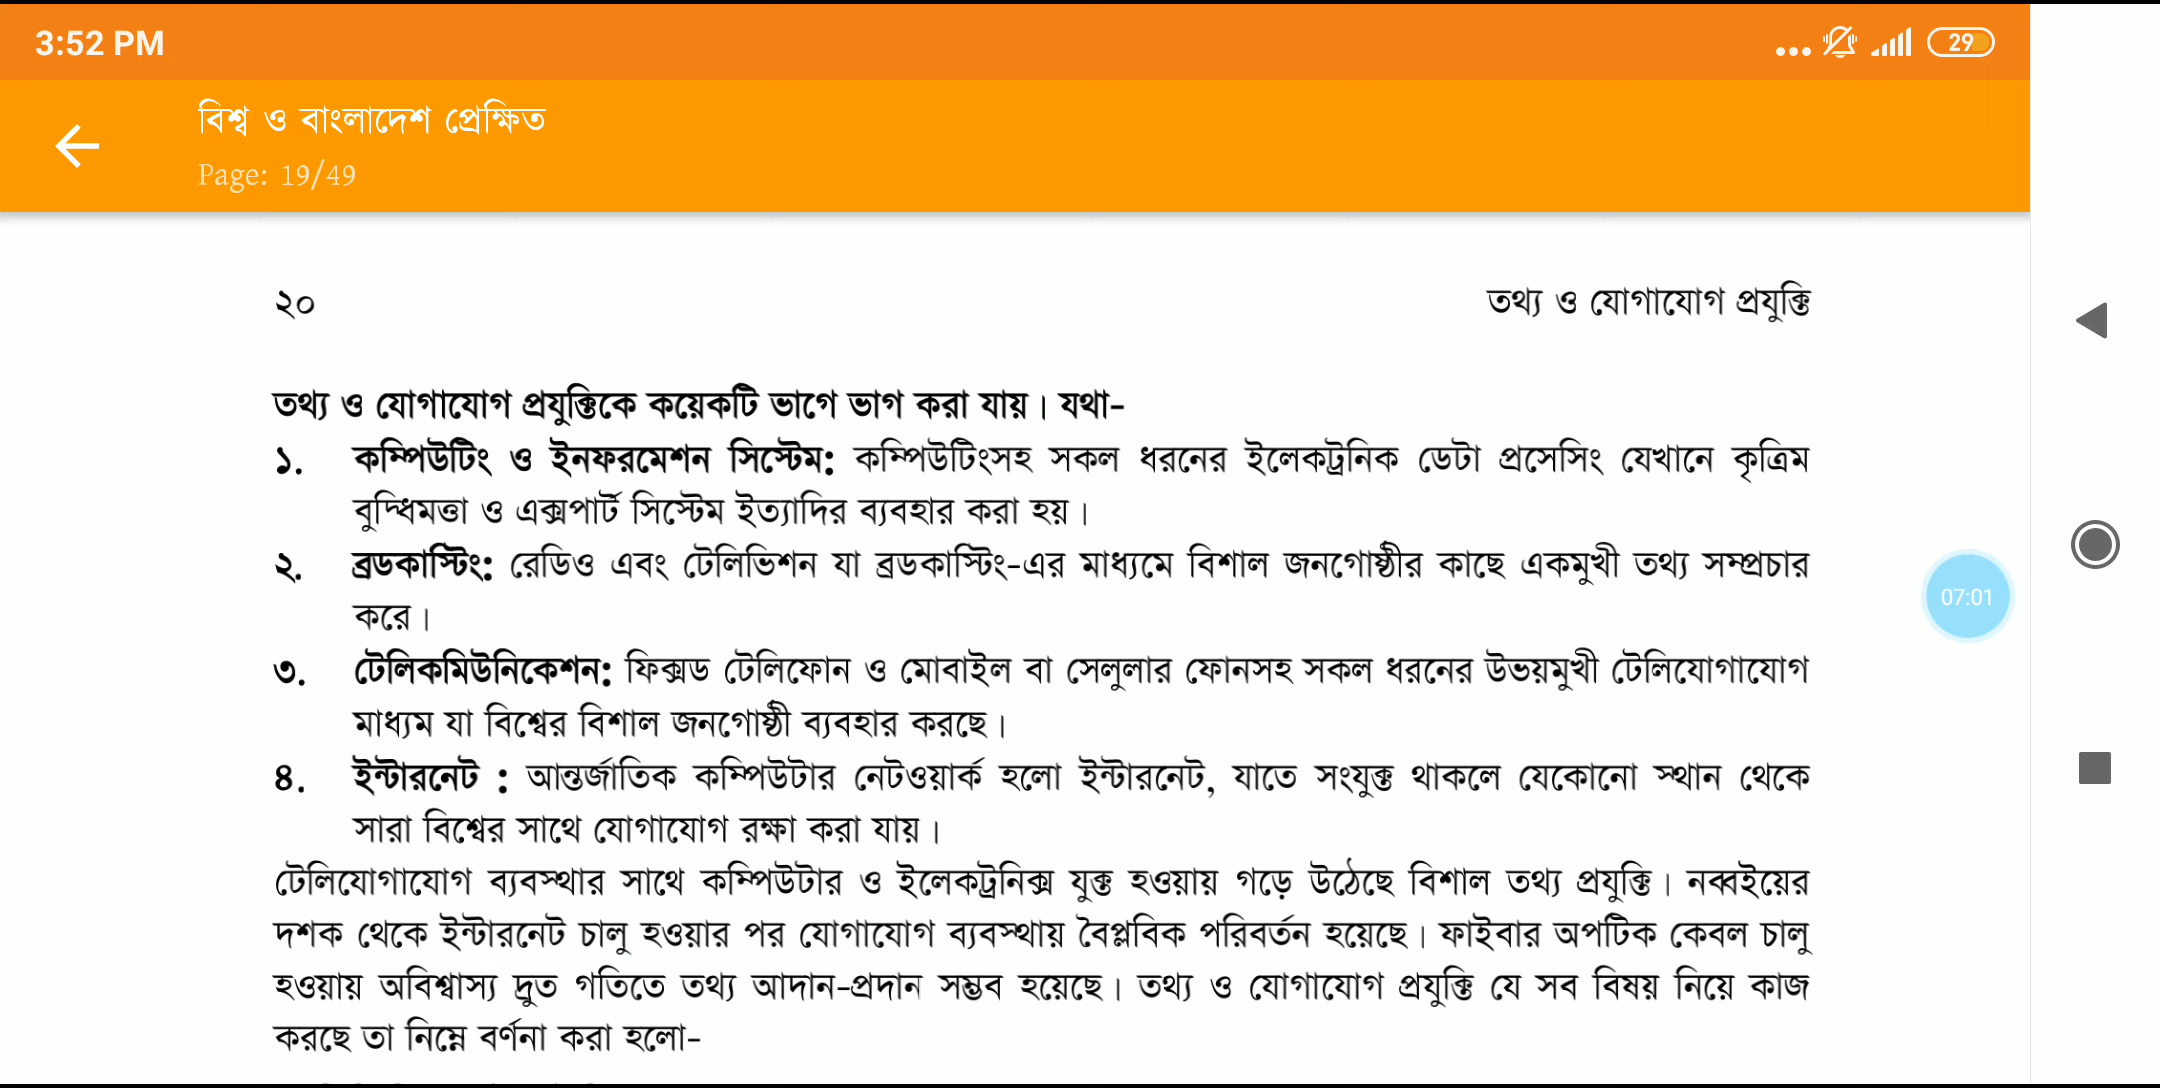 3:52 PM
29
বিশ্ব ও বাংলাদেশ প্রেক্ষিত
Page: 19/49
২০ তথ্য ও যোগাযোগ প্রযুক্তি
তথ্য ও যোগাযোগ প্রযুক্তিকে কয়েকটি ভাগে ভাগ করা যায়। যথা-
১. কম্পিউটিং ও ইনফরমেশন সিস্টেম: কম্পিউটিংসহ সকল ধরনের ইলেকট্রনিক ডেটা প্রসেসিং যেখানে কৃত্রিম
বুদ্ধিমত্তা ও এক্সপার্ট সিস্টেম ইত্যাদির ব্যবহার করা হয়।
২. ব্রডকাস্টিং: রেডিও এবং টেলিভিশন যা ব্রডকাস্টিং-এর মাধ্যমে বিশাল জনগোষ্ঠীর কাছে একমুখী তথ্য সম্প্রচার
করে।
07:01
৩. টেলিকমিউনিকেশন: ফিক্সড টেলিফোন ও মোবাইল বা সেলুলার ফোনসহ সকল ধরনের উভয়মুখী টেলিযোগাযোগ
মাধ্যম যা বিশ্বের বিশাল জনগোষ্ঠী ব্যবহার করছে।
৪. ইন্টারনেট : আন্তর্জাতিক কম্পিউটার নেটওয়ার্ক হলো ইন্টারনেট, যাতে সংযুক্ত থাকলে যেকোনো স্থান থেকে
সারা বিশ্বের সাথে যোগাযোগ রক্ষা করা যায়।
টেলিযোগাযোগ ব্যবস্থার সাথে কম্পিউটার ও ইলেকট্রনিক্স যুক্ত হওয়ায় গড়ে উঠেছে বিশাল তথ্য প্রযুক্তি। নব্বইয়ের
দশক থেকে ইন্টারনেট চালু হওয়ার পর যোগাযোগ ব্যবস্থায় বৈপ্লবিক পরিবর্তন হয়েছে। ফাইবার অপটিক কেবল চালু
হওয়ায় অবিশ্বাস্য দ্রুত গতিতে তথ্য আদান-প্রদান সম্ভব হয়েছে। তথ্য ও যোগাযোগ প্রযুক্তি যে সব বিষয় নিয়ে কাজ
করছে তা নিম্নে বর্ণনা করা হলো-